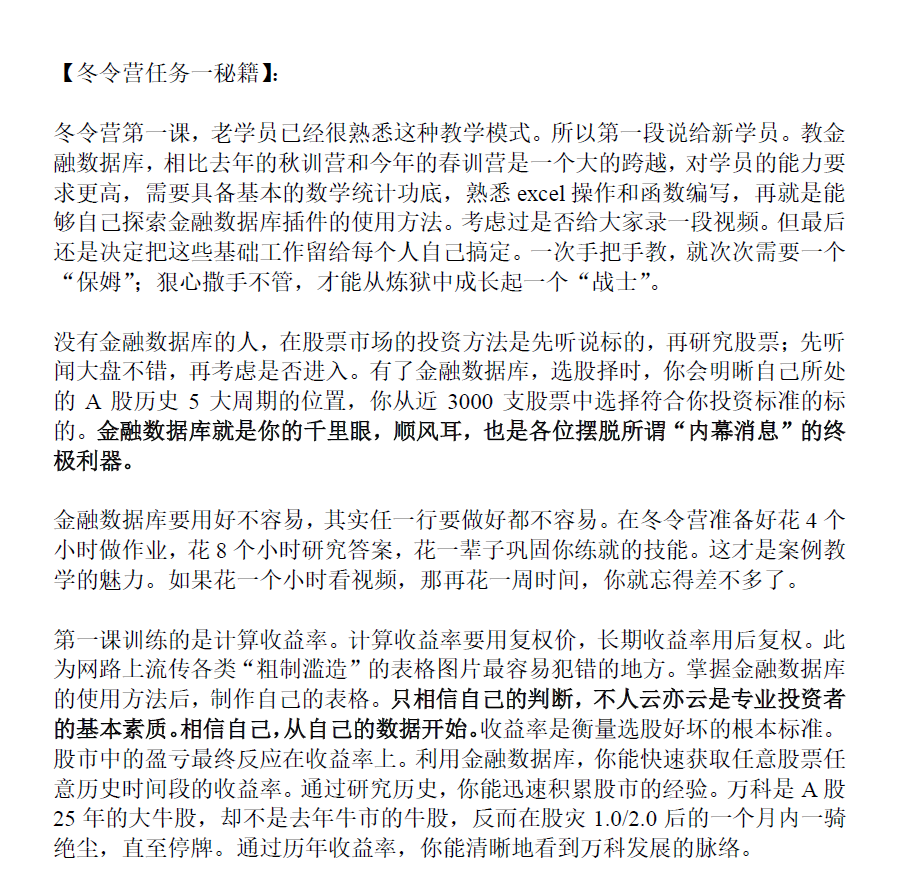 【冬令营任务一秘籍】:
冬令营第一课，老学员已经很熟悉这种教学模式。所以第一段说给新学员。教金
融数据库，相比去年的秋训营和今年的春训营是一个大的跨越，对学员的能力要
求更高，需要具备基本的数学统计功底，熟悉 excel 操作和函数编写，再就是能
够自己探索金融数据库插件的使用方法。考虑过是否给大家录一段视频。但最后
还是决定把这些基础工作留给每个人自己搞定。一次手把手教，就次次需要一个
“保姆”；狠心撒手不管，才能从炼狱中成长起一个“战士”。
没有金融数据库的人，在股票市场的投资方法是先听说标的，再研究股票；先听
闻大盘不错，再考虑是否进入。有了金融数据库，选股择时，你会明晰自己所处
的 A 股历史 5 大周期的位置，你从近 3000 支股票中选择符合你投资标准的标
的。金融数据库就是你的千里眼，顺风耳，也是各位摆脱所谓“内幕消息”的终
极利器。
金融数据库要用好不容易，其实任一行要做好都不容易。在冬令营准备好花 4 个
小时做作业，花 8 个小时研究答案，花一辈子巩固你练就的技能。这才是案例教
学的魅力。如果花一个小时看视频，那再花一周时间，你就忘得差不多了。
第一课训练的是计算收益率。计算收益率要用复权价，长期收益率用后复权。此
为网路上流传各类“粗制滥造”的表格图片最容易犯错的地方。掌握金融数据库
的使用方法后，制作自己的表格。只相信自己的判断，不人云亦云是专业投资者
的基本素质。相信自己，从自己的数据开始。收益率是衡量选股好坏的根本标准。
股市中的盈亏最终反应在收益率上。利用金融数据库，你能快速获取任意股票任
意历史时间段的收益率。通过研究历史，你能迅速积累股市的经验。万科是 A 股
25 年的大牛股，却不是去年牛市的牛股，反而在股灾 1.0/2.0 后的一个月内一骑
绝尘，直至停牌。通过历年收益率，你能清晰地看到万科发展的脉络。